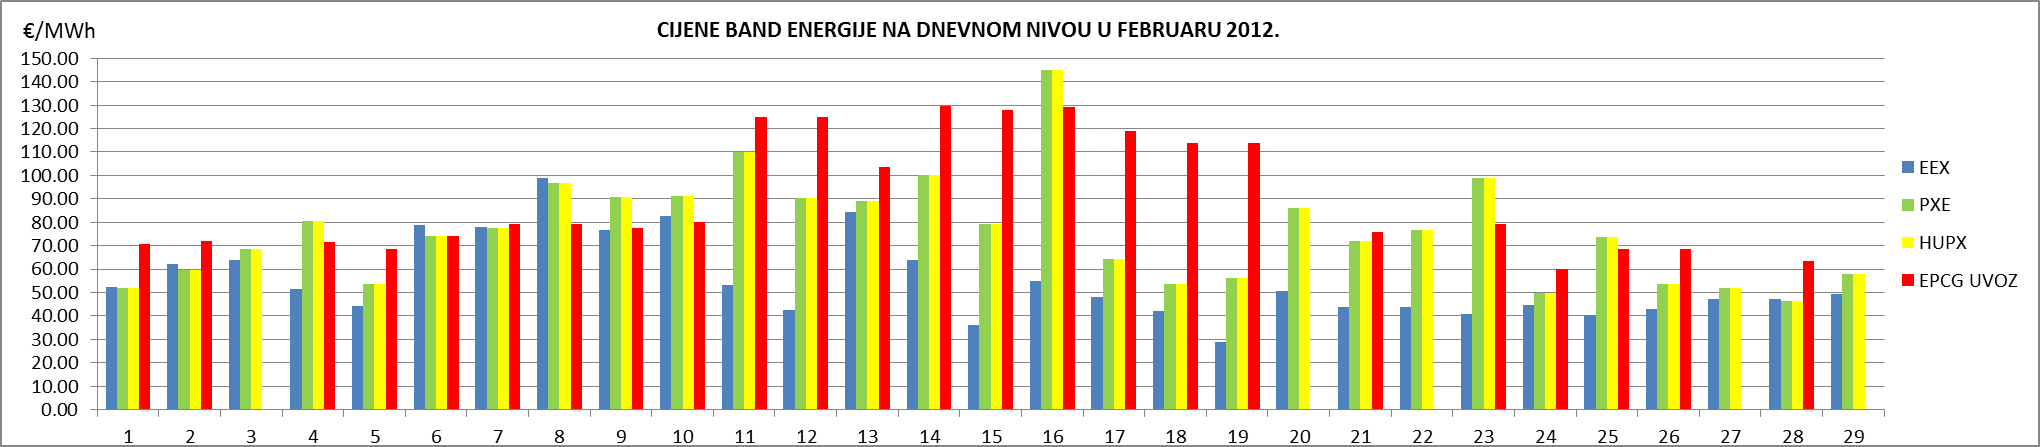 CIJENE BAND ENERGIJE NA DNEVNOM NIVOU U FEBRUARU 2012.
€/MWh
150.00
140.00
130.00
120.00
110.00
100.00
90.00
80.00
70.00
60.00
50.00
40.00
30.00
20.00
10.00
0.00
1 2 3 4 5 6 7 8 9 10 11 12 13 14 15 16 17 18 19 20 21 22 23 24 25 26 27 28 29
EEX
PXE
HUPX
EPCG UVOZ